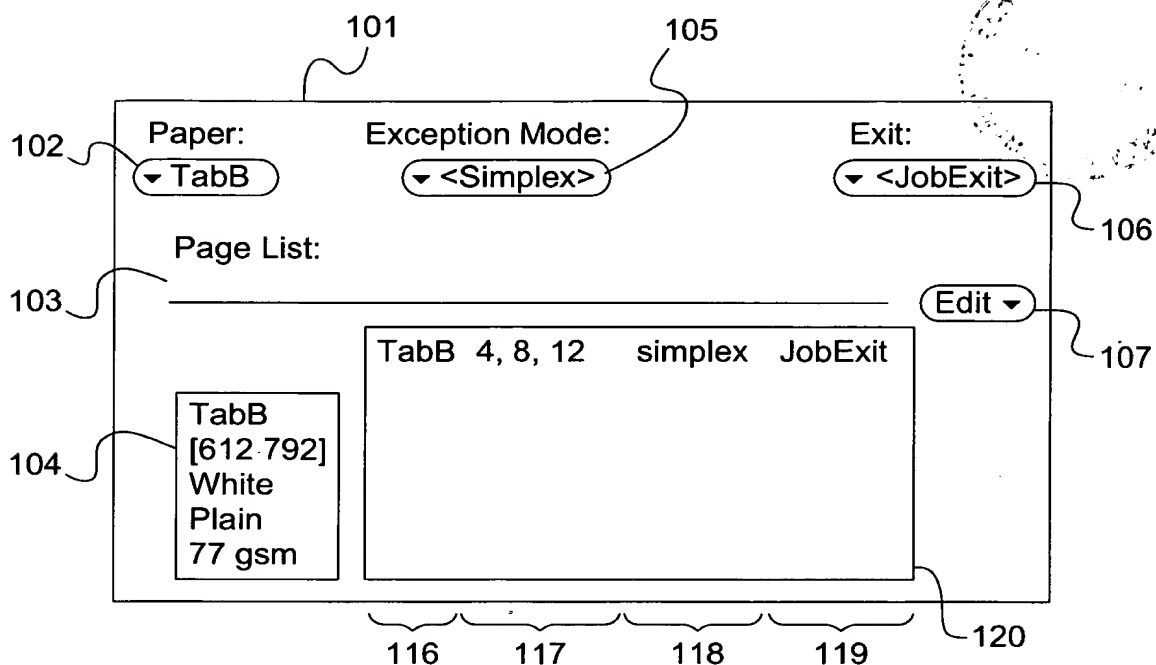 101 105
Paper: Exception Mode: Exit:
102 TabB <Simplex> <JobExit>
106
Page List:
103 Edit
107
TabB 4, 8, 12 simplex JobExit
104
TabB
[612 792]
White
Plain
77 gsm
116 117 118 119 120